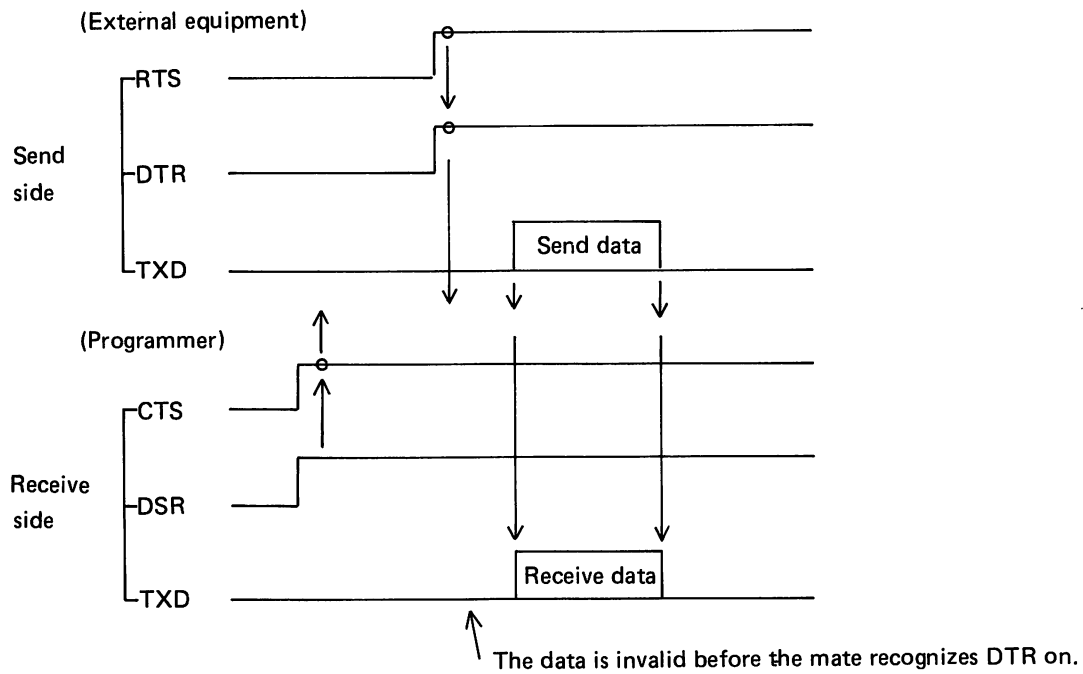 (External equipment)
RTS
Send
side
DTR
Send data
TXD
(Programmer)
CTS
Receive
side
DSR
Receive data
TXD
The data is invalid before the mate recognizes DTR on.